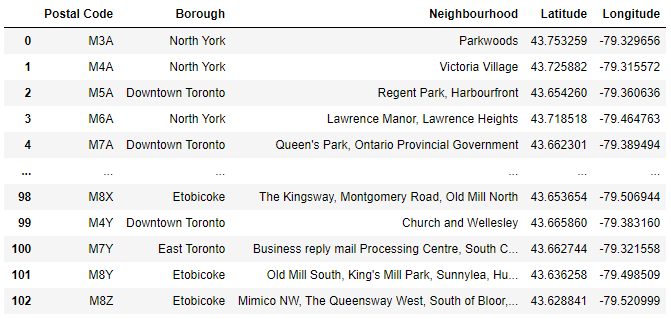 Postal Code Borough Neighbourhood Latitude Longitude
0 M3A North York Parkwoods 43.753259 -79.329656
1 M4A North York Victoria Village 43.725882 -79.315572
2 M5A Downtown Toronto Regent Park, Harbourfront 43.654260 -79.360636
3 M6A North York Lawrence Manor, Lawrence Heights 43.718518 -79.464763
4 M7A Downtown Toronto Queen's Park, Ontario Provincial Government 43.662301 -79.389494
... ... ... ... ... ...
98 M8X Etobicoke The Kingsway, Montgomery Road, Old Mill North 43.653654 -79.506944
99 M4Y Downtown Toronto Church and Wellesley 43.665860 -79.383160
100 M7Y East Toronto Business reply mail Processing Centre, South C... 43.662744 -79.321558
101 M8Y Etobicoke Old Mill South, King's Mill Park, Sunnylea, Hu... 43.636258 -79.498509
102 M8Z Etobicoke Mimico NW, The Queensway West, South of Bloor,... 43.628841 -79.520999